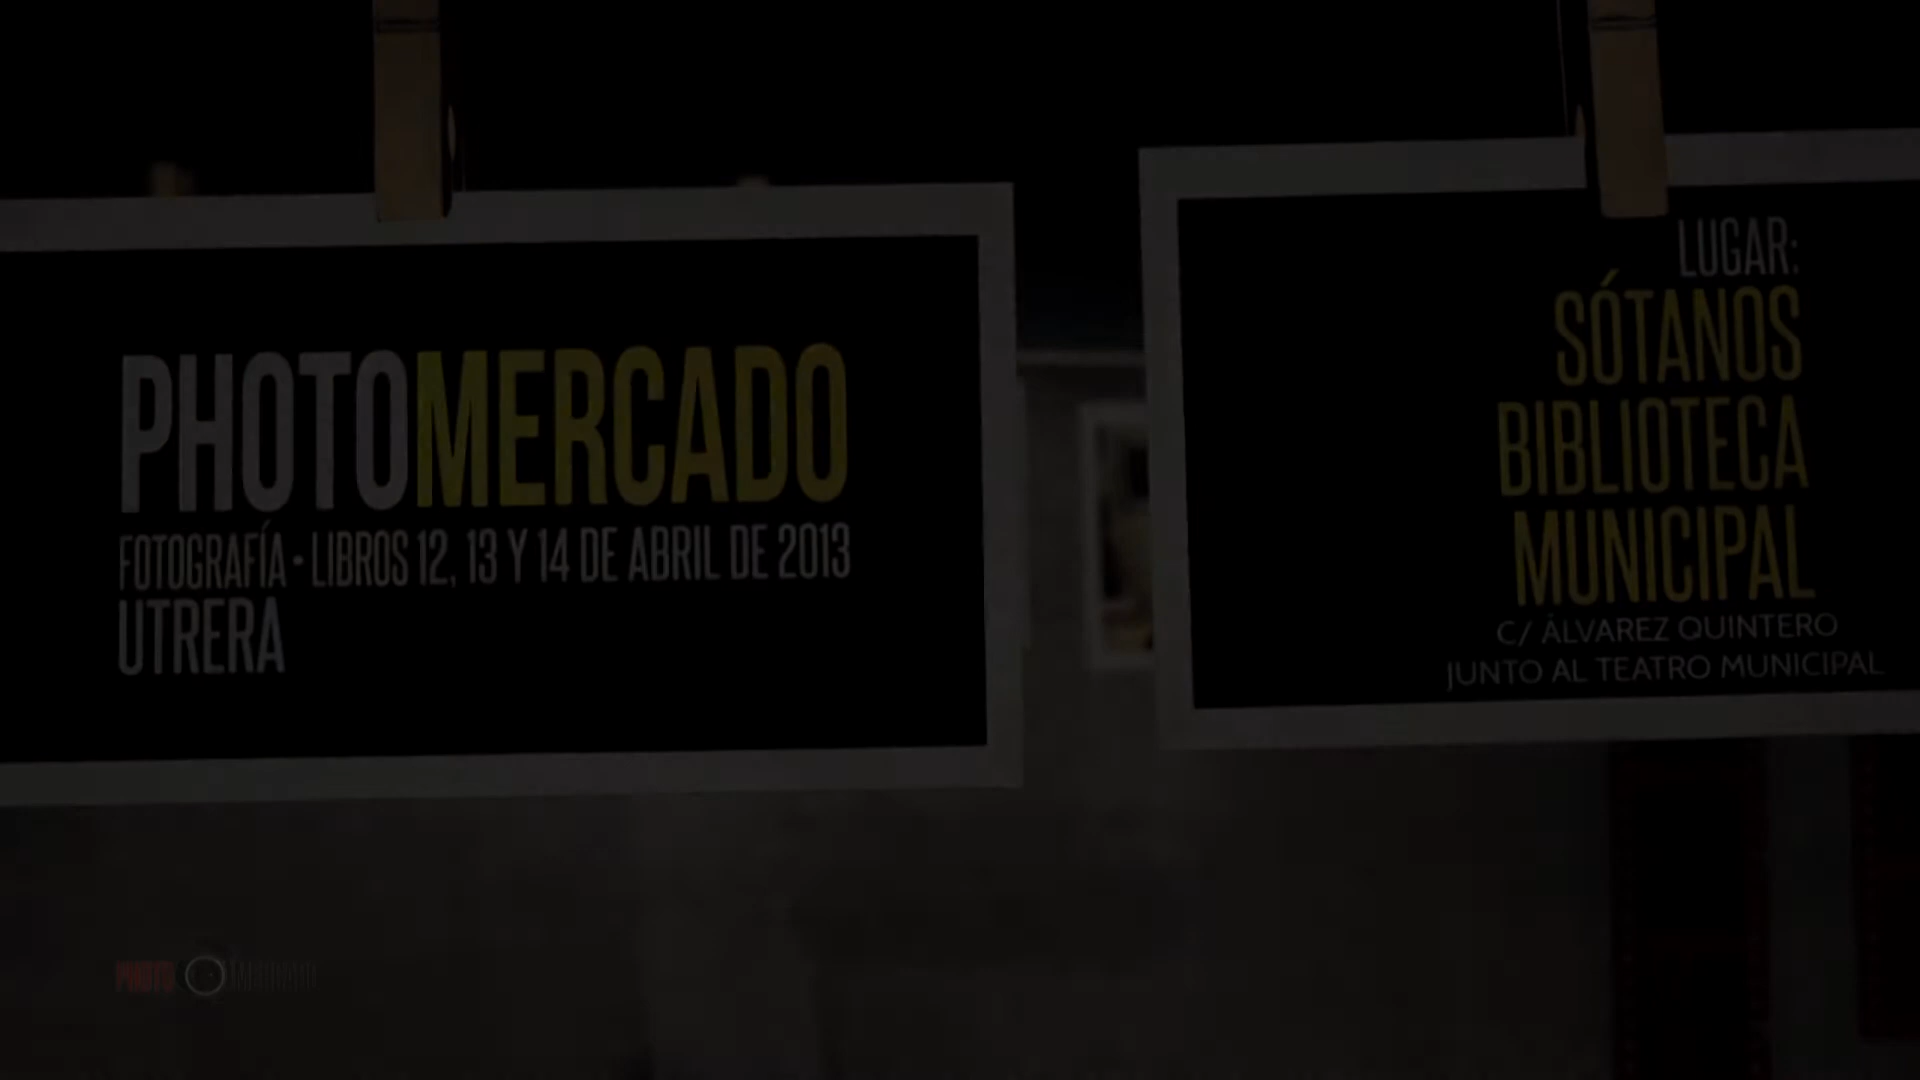 PHOTOMERCADO
FOTOGRAFÍA • LIBROS 12, 13 Y 14 DE ABRIL DE 2013
UTRERA
LUGAR:
SÓTANOS
BIBLIOTECA
MUNICIPAL
C/ ÁLVAREZ QUINTERO
JUNTO AL TEATRO MUNICIPAL
PHOTO